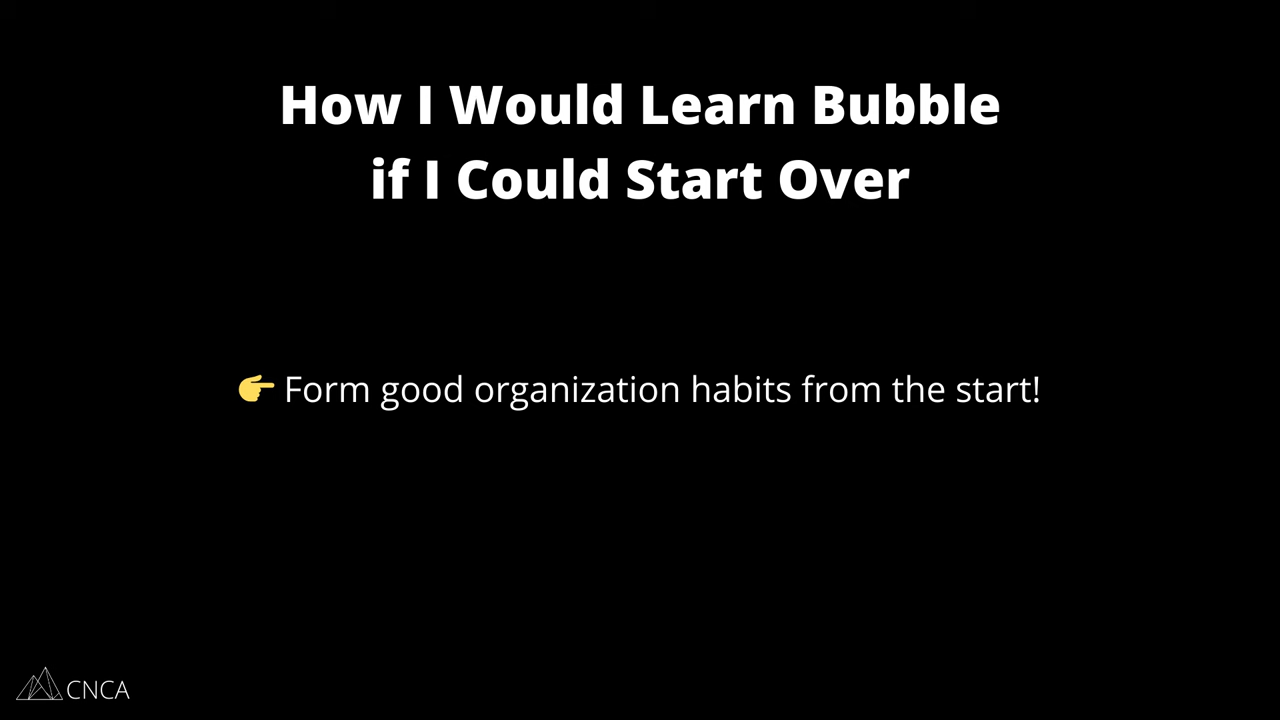 How I Would Learn Bubble
if I Could Start Over
👉 Form good organization habits from the start!
CNCA